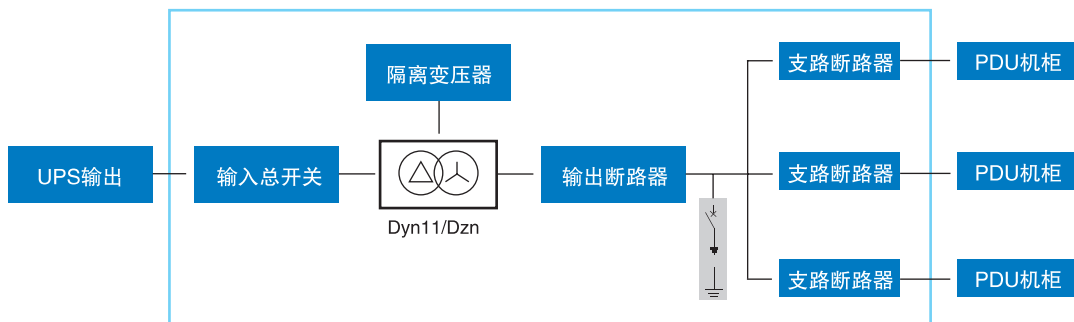 隔离变压器
UPS输出
输入总开关
Dyn11/Dzn
输出断路器
支路断路器
PDU机柜
支路断路器
PDU机柜
支路断路器
PDU机柜